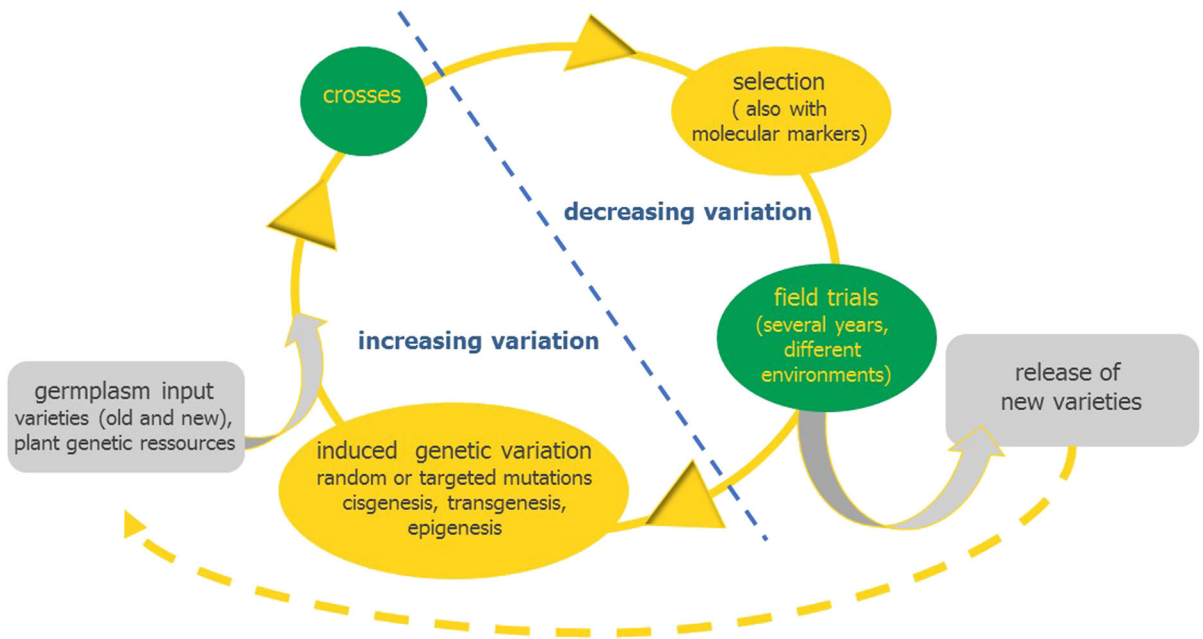 crosses
selection
( also with
molecular markers)
decreasing variation
field trials
(several years,
different
environments)
increasing variation
release of
new varieties
germplasm input
varieties (old and new),
plant genetic ressources
induced genetic variation
random or targeted mutations
cisgenesis, transgenesis,
epigenesis